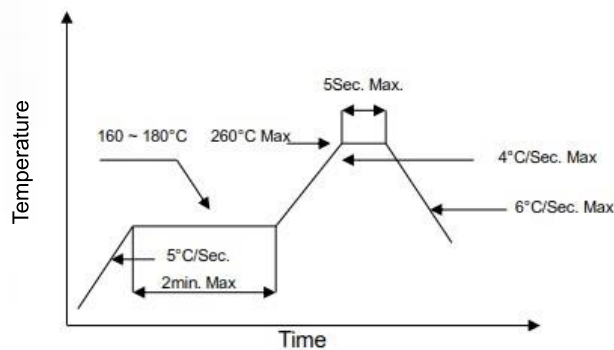 5Sec. Max.
160 ~ 180°C
260°C Max
4°C/Sec. Max
6°C/Sec. Max
5°C/Sec.
2min. Max
Temperature
Time